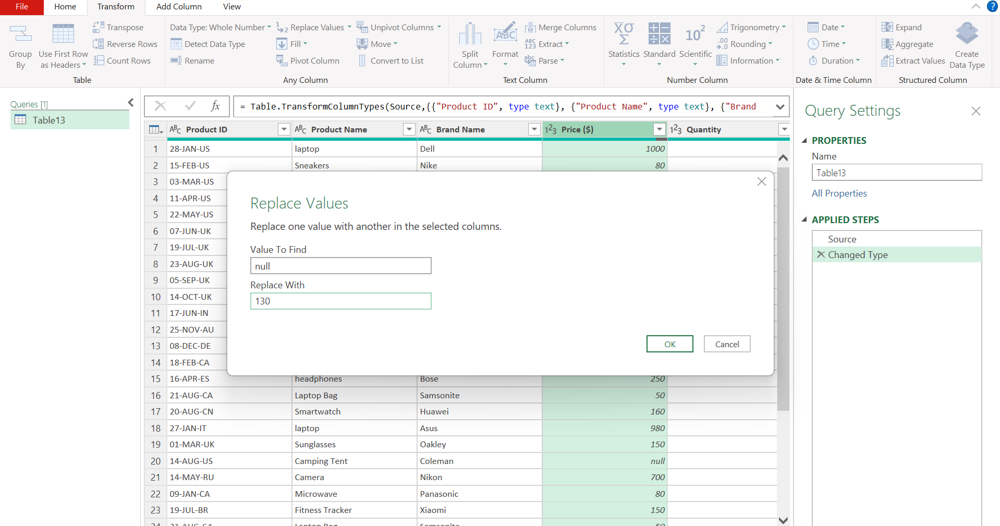 File Home Transform Add Column View
?
Group By
Use First Row as Headers
Transpose
Reverse Rows
Count Rows
Table
Data Type: Whole Number
Detect Data Type
Rename
Replace Values
Fill
Pivot Column
Unpivot Columns
Move
Convert to List
Any Column
Split Column
Format
Merge Columns
Extract
Parse
Text Column
Statistics
Standard
Scientific
Trigonometry
Rounding
Information
Number Column
Date
Time
Duration
Date & Time Column
Expand
Aggregate
Extract Values
Create Data Type
Structured Column
Queries [1]
Table13
fx
= Table.TransformColumnTypes(Source,{{"Product ID", type text}, {"Product Name", type text}, {"Brand
Product ID Product Name Brand Name Price ($) Quantity
1 28-JAN-US laptop Dell 1000
2 15-FEB-US Sneakers Nike 80
3 03-MAR-US
4 11-APR-US
5 22-MAY-US
6 07-JUN-UK
7 19-JUL-UK
8 23-AUG-UK
9 05-SEP-UK
10 14-OCT-UK
11 17-JUN-IN
12 25-NOV-AU
13 08-DEC-DE
14 18-FEB-CA
15 16-APR-ES headphones Bose 250
16 21-AUG-CA Laptop Bag Samsonite 50
17 20-AUG-CN Smartwatch Huawei 160
18 27-JAN-IT laptop Asus 980
19 01-MAR-UK Sunglasses Oakley 150
20 14-AUG-US Camping Tent Coleman null
21 14-MAY-RU Camera Nikon 700
22 09-JAN-CA Microwave Panasonic 80
23 19-JUL-BR Fitness Tracker Xiaomi 150
Replace Values
Replace one value with another in the selected columns.
Value To Find
null
Replace With
130
OK Cancel
Query Settings
PROPERTIES
Name
Table13
All Properties
APPLIED STEPS
Source
Changed Type